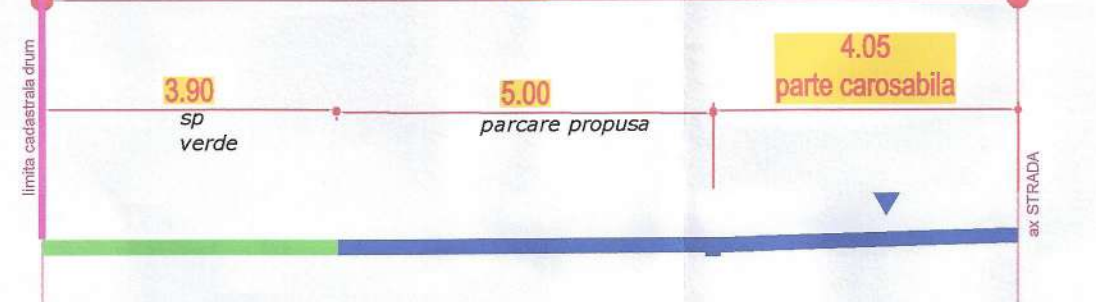 limita cadastrala drum
3.90
sp
verde
5.00
parcare propusa
4.05
parte carosabila
ax STRADA